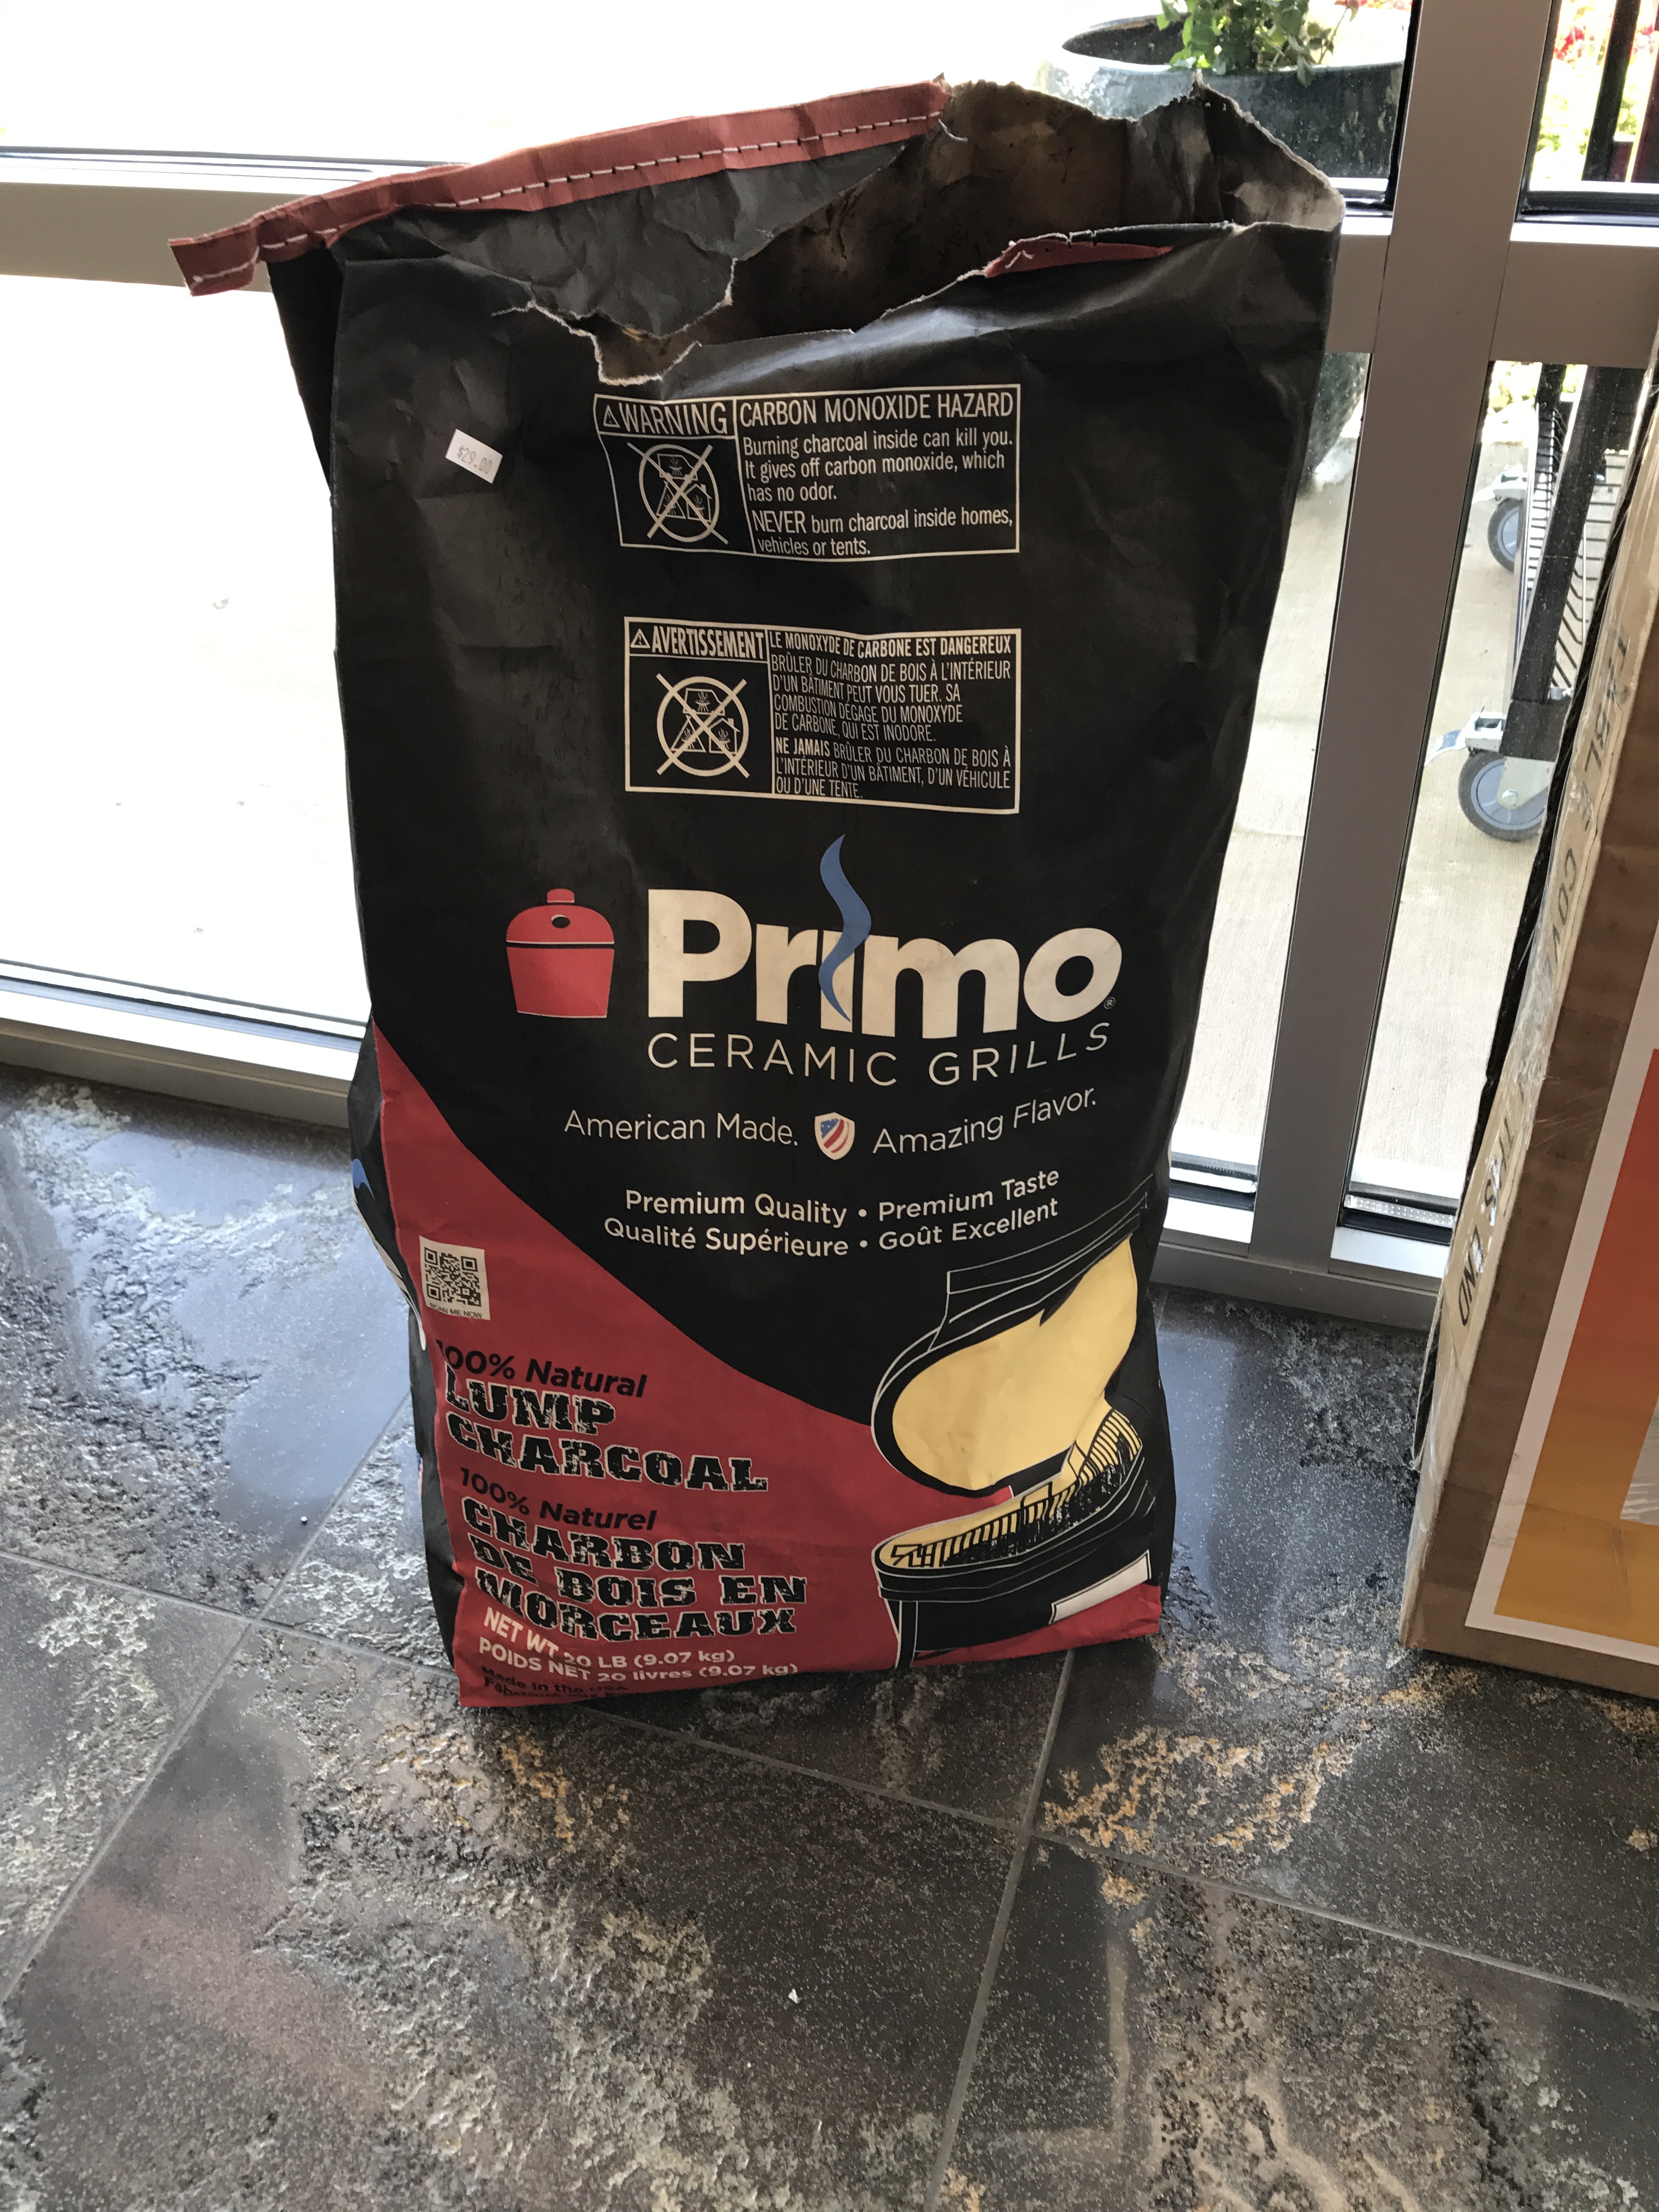 $29.00
WARNING
CARBON MONOXIDE HAZARD
Burning charcoal inside can kill you.
It gives off carbon monoxide, which
has no odor.
NEVER burn charcoal inside homes,
vehicles or tents.
AVERTISSEMENT
LE MONOXYDE DE CARBONE EST DANGEREUX
BRÛLER DU CHARBON DE BOIS À L'INTÉRIEUR
D'UN BÂTIMENT PEUT VOUS TUER. SA
COMBUSTION DÉGAGE DU MONOXYDE
DE CARBONE, QUI EST INODORE.
NE JAMAIS BRÛLER DU CHARBON DE BOIS À
L'INTÉRIEUR D'UN BÂTIMENT, D'UN VÉHICULE
OU D'UNE TENTE.
Primo®
CERAMIC GRILLS
American Made. Amazing Flavor.
Premium Quality • Premium Taste
Qualité Supérieure • Goût Excellent
SCAN ME NOW
100% Natural
LUMP
CHARCOAL
100% Naturel
CHARBON
DE BOIS EN
MORCEAUX
NET WT 20 LB (9.07 kg)
POIDS NET 20 livres (9.07 kg)
Made in the USA